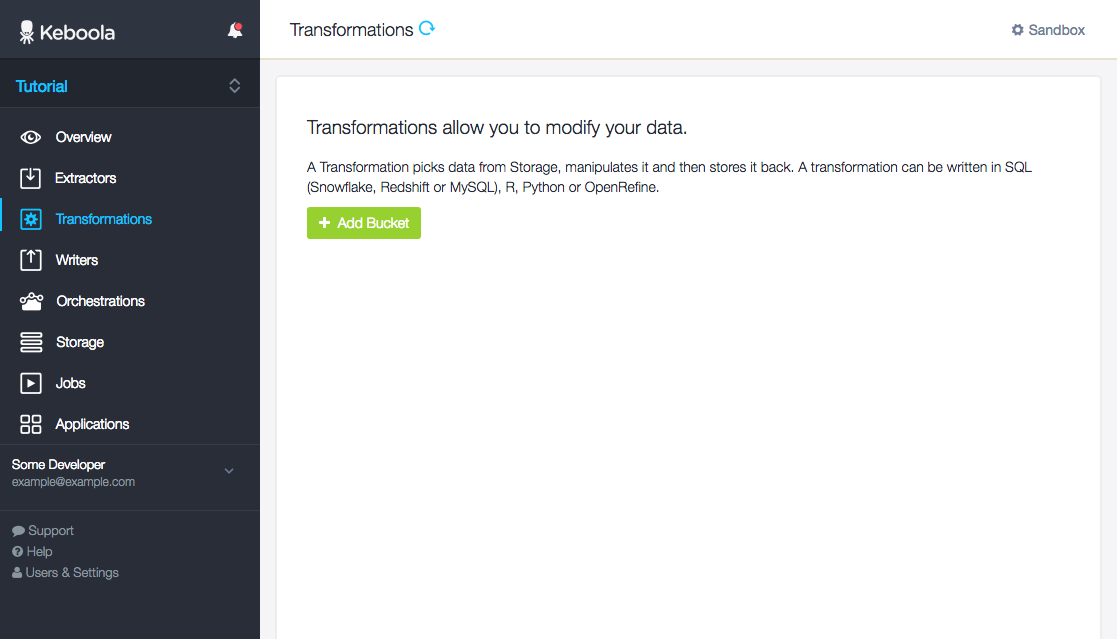 Keboola
Tutorial
Overview
Extractors
Transformations
Writers
Orchestrations
Storage
Jobs
Applications
Some Developer
example@example.com
Support
Help
Users & Settings
Transformations
Sandbox
Transformations allow you to modify your data.
A Transformation picks data from Storage, manipulates it and then stores it back. A transformation can be written in SQL
(Snowflake, Redshift or MySQL), R, Python or OpenRefine.
+ Add Bucket